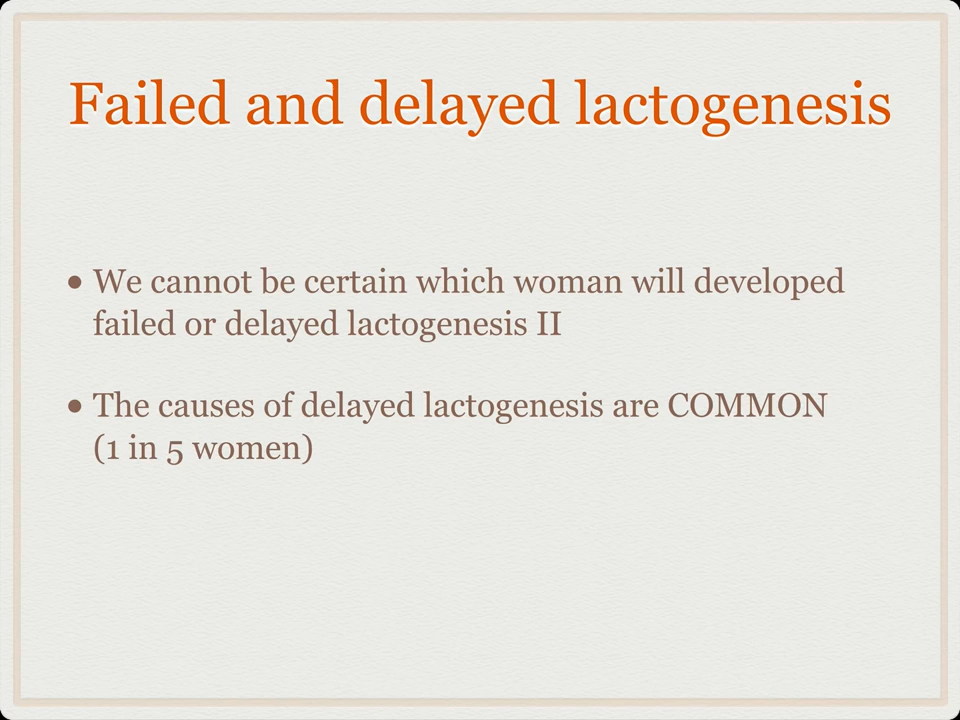 Failed and delayed lactogenesis
• We cannot be certain which woman will developed
failed or delayed lactogenesis II
• The causes of delayed lactogenesis are COMMON
(1 in 5 women)